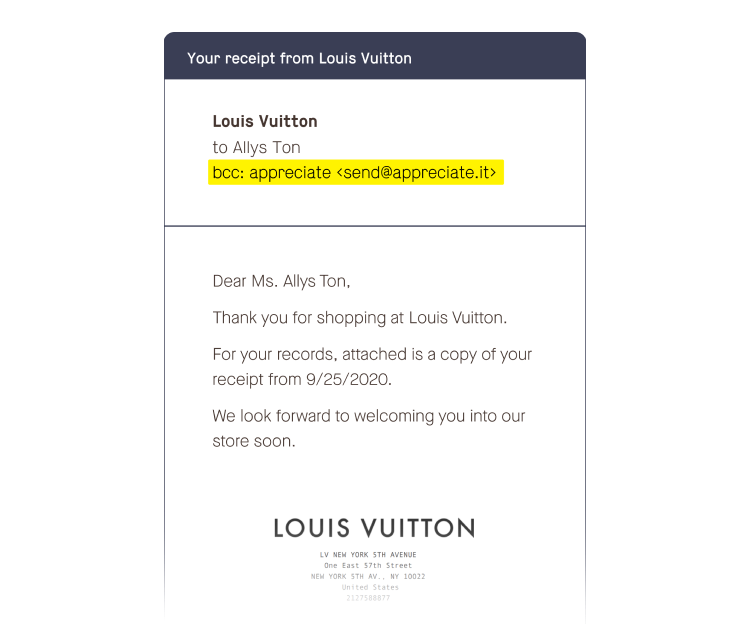 Your receipt from Louis Vuitton
Louis Vuitton
to Allys Ton
bcc: appreciate <send@appreciate.it>
Dear Ms. Allys Ton,
Thank you for shopping at Louis Vuitton.
For your records, attached is a copy of your
receipt from 9/25/2020.
We look forward to welcoming you into our
store soon.
LOUIS VUITTON
LV NEW YORK 5TH AVENUE
One East 57th Street
NEW YORK 5TH AV., NY 10022
United States
2127588877